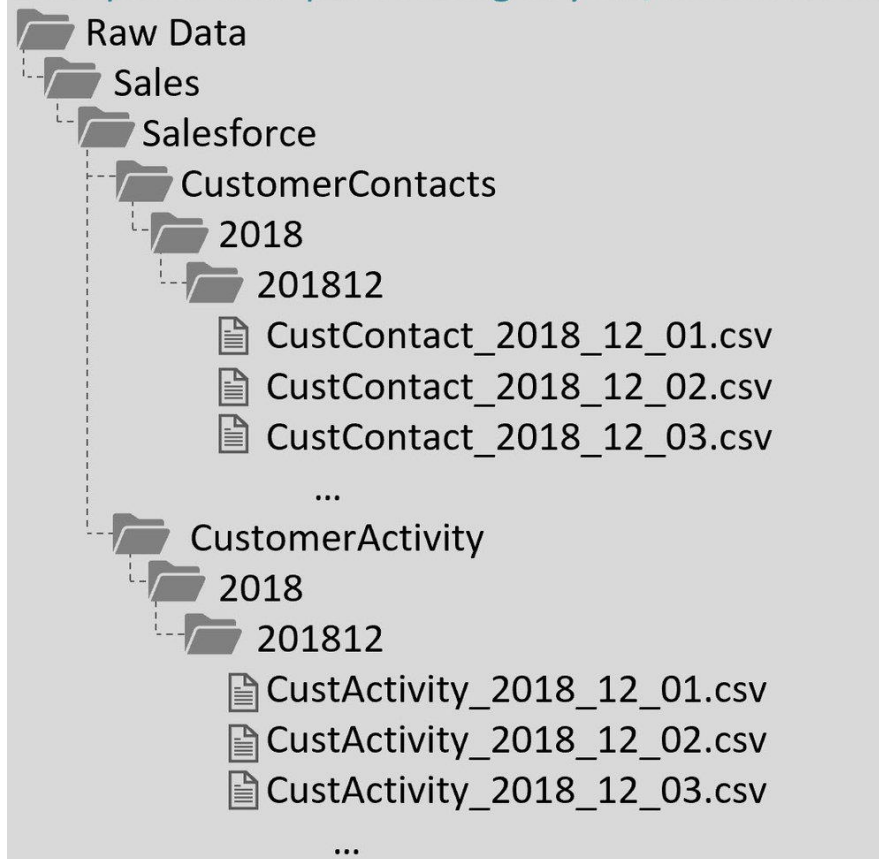 Raw Data
Sales
Salesforce
CustomerContacts
2018
201812
CustContact_2018_12_01.csv
CustContact_2018_12_02.csv
CustContact_2018_12_03.csv
...
CustomerActivity
2018
201812
CustActivity_2018_12_01.csv
CustActivity_2018_12_02.csv
CustActivity_2018_12_03.csv
...